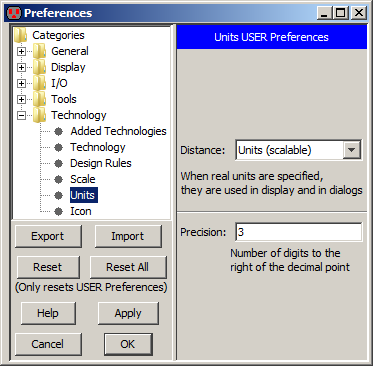 Preferences
Categories
General
Display
I/O
Tools
Technology
Added Technologies
Technology
Design Rules
Scale
Units
Icon
Export
Import
Reset
Reset All
(Only resets USER Preferences)
Help
Apply
Cancel
OK
Units USER Preferences
Distance: Units (scalable)
When real units are specified,
they are used in display and in dialogs
Precision: 3
Number of digits to the
right of the decimal point